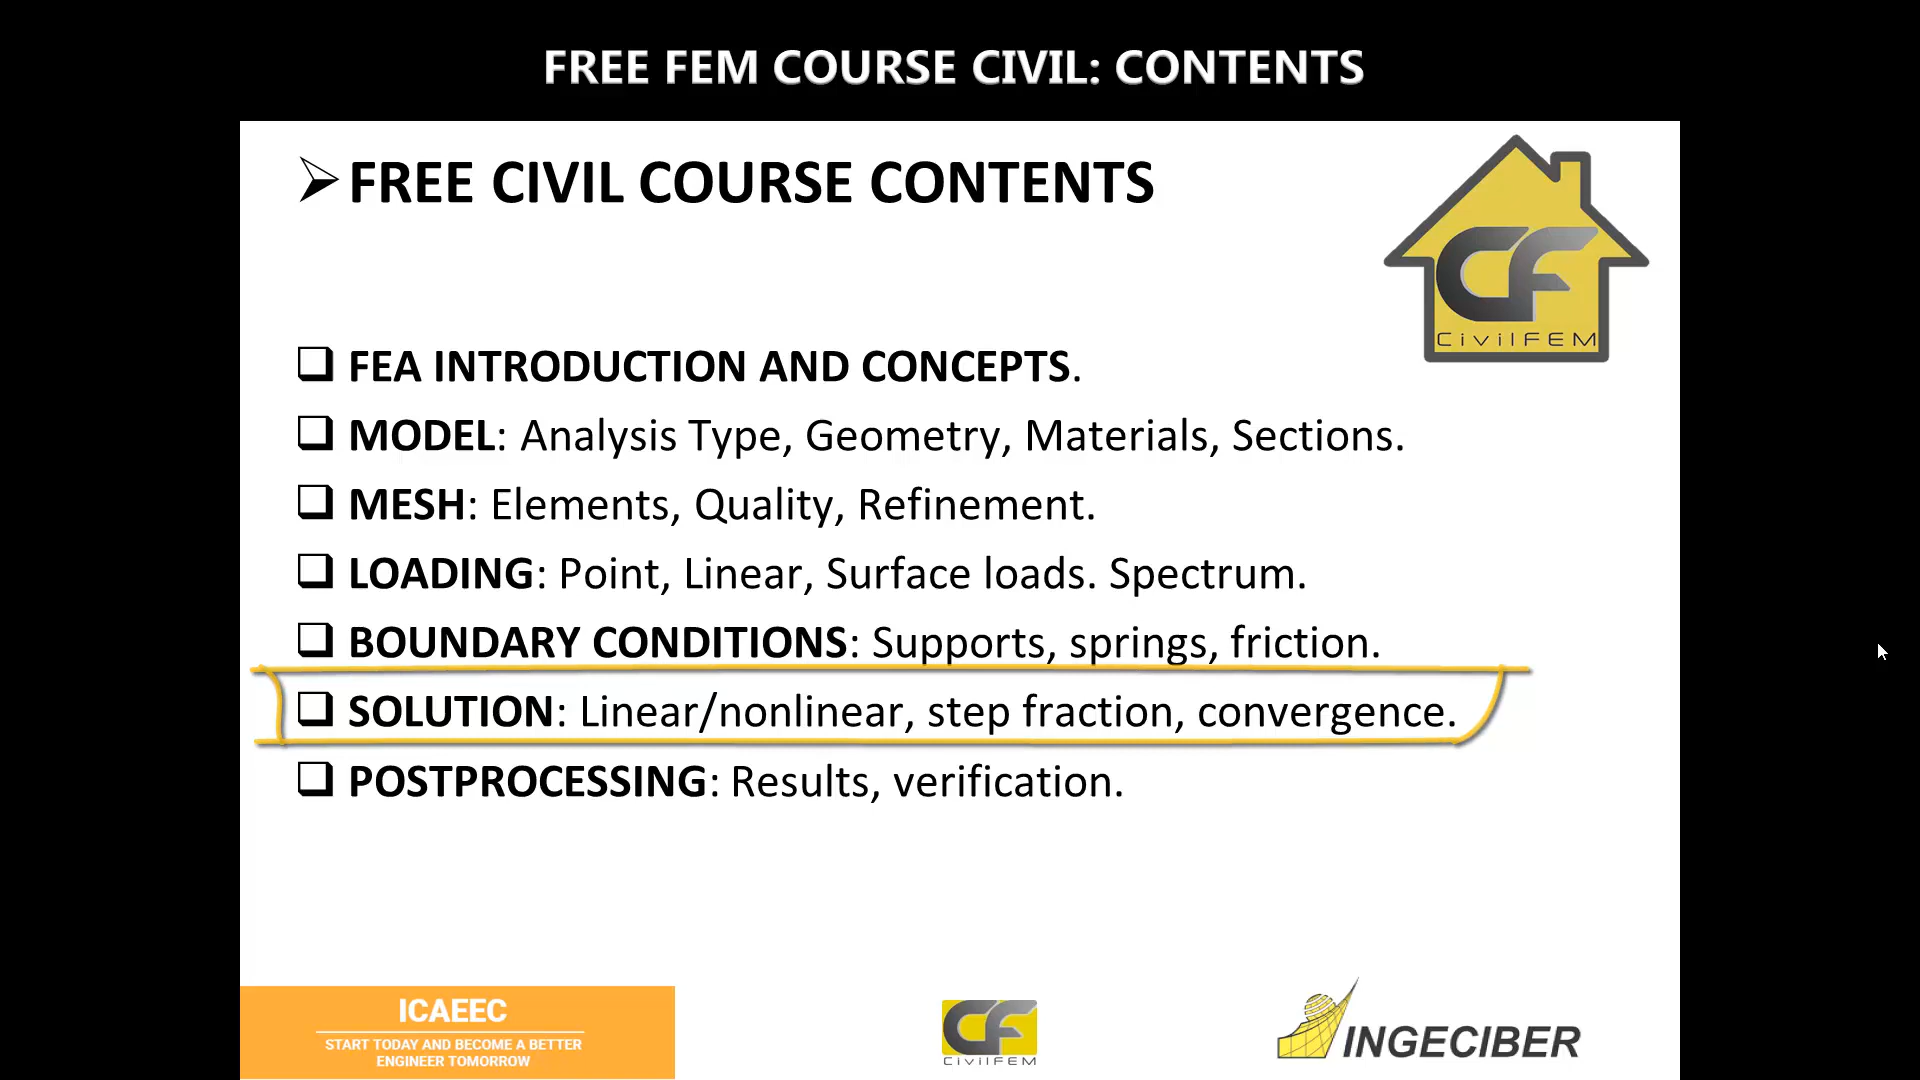 FREE FEM COURSE CIVIL: CONTENTS
FREE CIVIL COURSE CONTENTS
CF
CivilFEM
FEA INTRODUCTION AND CONCEPTS.
MODEL: Analysis Type, Geometry, Materials, Sections.
MESH: Elements, Quality, Refinement.
LOADING: Point, Linear, Surface loads. Spectrum.
BOUNDARY CONDITIONS: Supports, springs, friction.
SOLUTION: Linear/nonlinear, step fraction, convergence.
POSTPROCESSING: Results, verification.
ICAEEC
START TODAY AND BECOME A BETTER
ENGINEER TOMORROW
CF
CivilFEM
INGECIBER